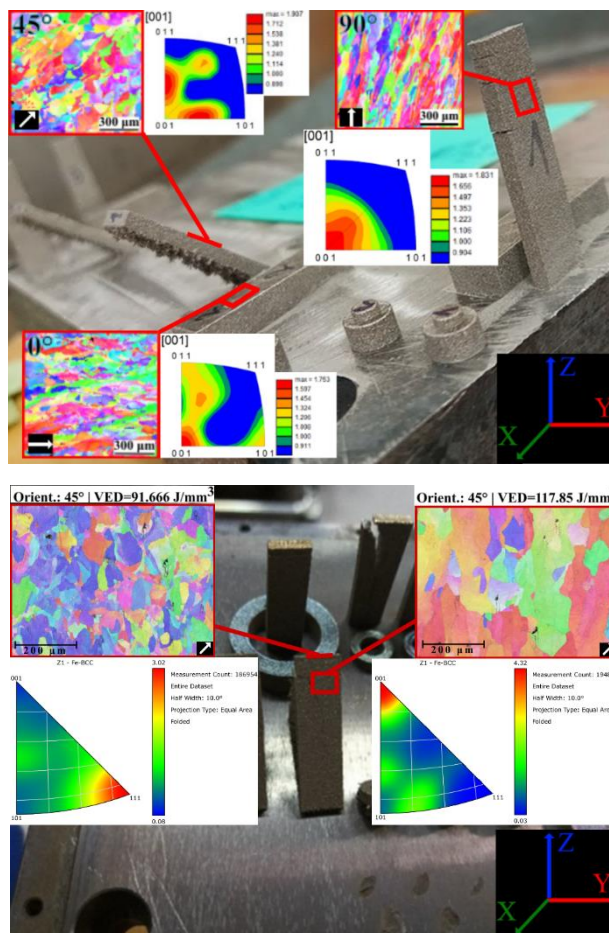 45°
300 µm
[001]
0 1 1
1 1 1
0 0 1
1 0 1
max = 1.907
1.712
1.538
1.381
1.240
1.114
1.000
0.898
90°
300 µm
[001]
0 1 1
1 1 1
0 0 1
1 0 1
max = 1.831
1.656
1.497
1.353
1.223
1.106
1.000
0.904
0°
300 µm
[001]
0 1 1
1 1 1
0 0 1
1 0 1
max = 1.753
1.597
1.454
1.324
1.206
1.098
1.000
0.911
Z
Y
X
Orient.: 45° | VED=91.666 J/mm³
200 µm
Z1 - Fe-BCC
001
101
111
3.02
0.08
Measurement Count: 186954
Entire Dataset
Half Width: 10.0°
Projection Type: Equal Area
Folded
Orient.: 45° | VED=117.85 J/mm
200 µm
Z1 - Fe-BCC
001
101
111
4.32
0.03
Measurement Count: 1848
Entire Dataset
Half Width: 10.0°
Projection Type: Equal Area
Folded
Z
Y
X